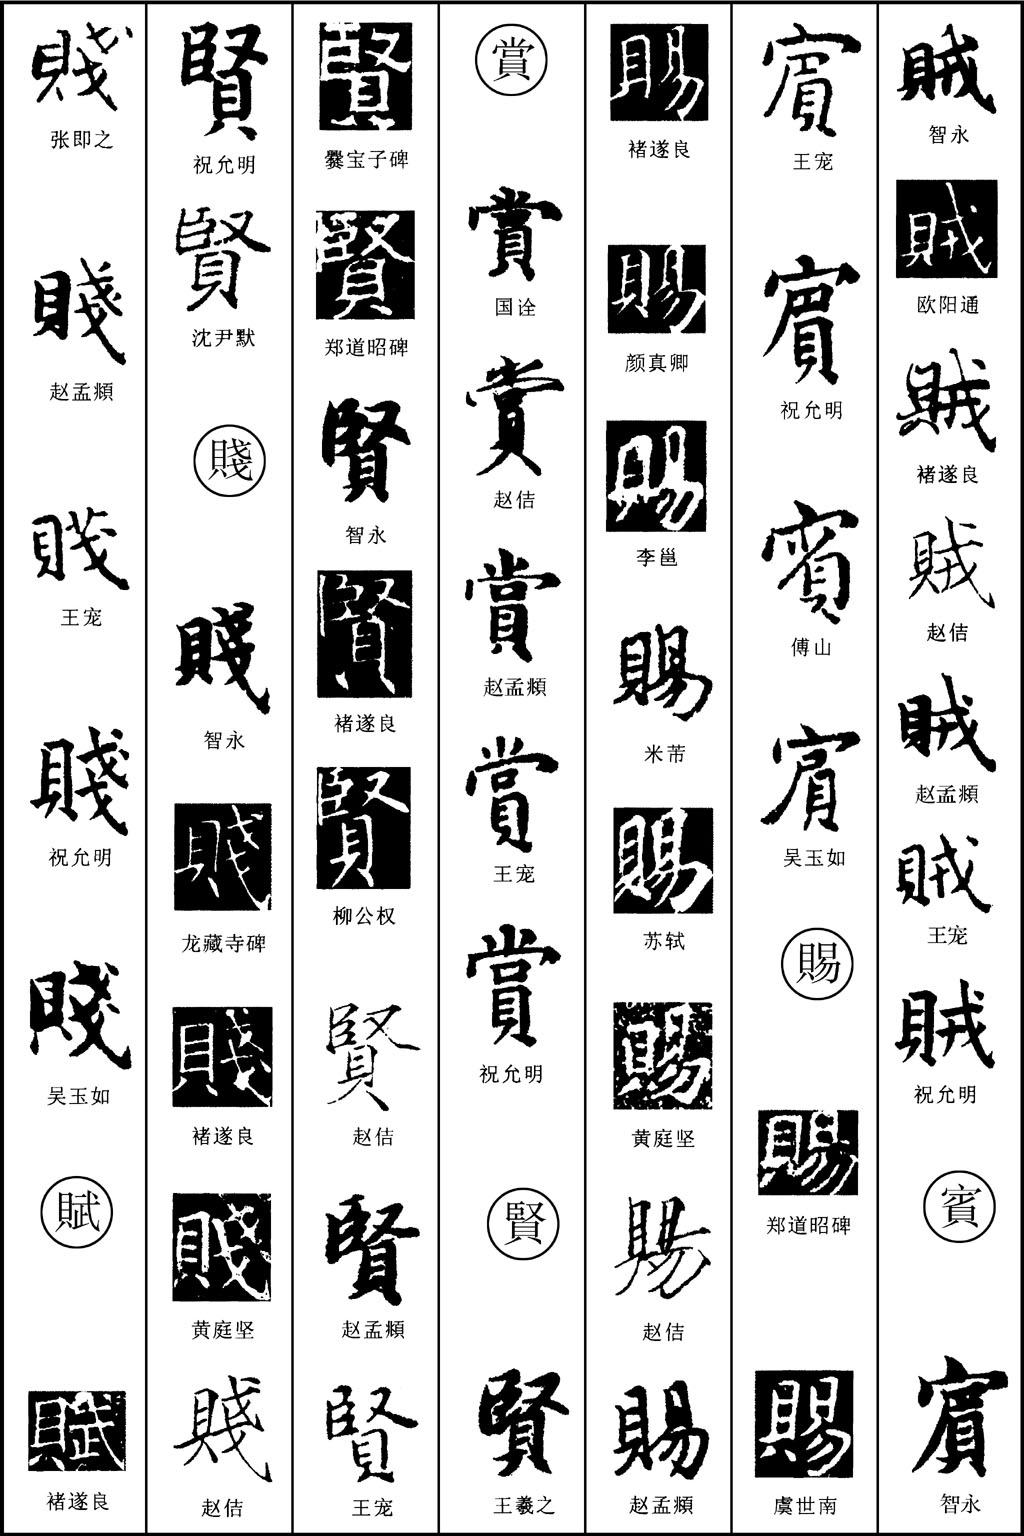 賊
智永
賊
欧阳通
賊
褚遂良
賊
赵佶
賊
赵孟頫
賊
王宠
賊
祝允明
賓
賓
智永
賓
王宠
賓
祝允明
賓
傅山
賓
吴玉如
賜
賜
郑道昭碑
賜
虞世南
賜
褚遂良
賜
颜真卿
賜
李邕
賜
米芾
賜
苏轼
賜
黄庭坚
賜
赵佶
賜
赵孟頫
賞
賞
国诠
賞
赵佶
賞
赵孟頫
賞
王宠
賞
祝允明
賢
賢
王羲之
賢
爨宝子碑
賢
郑道昭碑
賢
智永
賢
褚遂良
賢
柳公权
賢
赵佶
賢
赵孟頫
賢
王宠
賢
祝允明
賢
沈尹默
賤
賤
智永
賤
龙藏寺碑
賤
褚遂良
賤
黄庭坚
賤
赵佶
賤
张即之
賤
赵孟頫
賤
王宠
賤
祝允明
賤
吴玉如
賦
賦
褚遂良